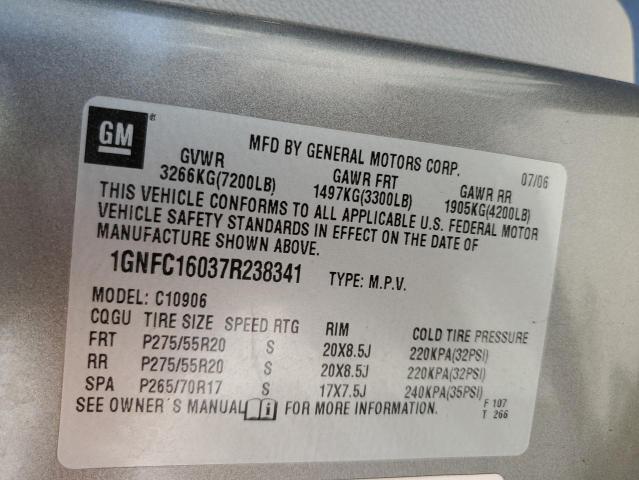 GM ®
MFD BY GENERAL MOTORS CORP. 07/06
GVWR GAWR FRT GAWR RR
3266KG(7200LB) 1497KG(3300LB) 1905KG(4200LB)
THIS VEHICLE CONFORMS TO ALL APPLICABLE U.S. FEDERAL MOTOR
VEHICLE SAFETY STANDARDS IN EFFECT ON THE DATE OF
MANUFACTURE SHOWN ABOVE.
1GNFC16037R238341 TYPE: M.P.V.
MODEL: C10906
CQGU TIRE SIZE SPEED RTG RIM COLD TIRE PRESSURE
FRT P275/55R20 S 20X8.5J 220KPA(32PSI)
RR P275/55R20 S 20X8.5J 220KPA(32PSI)
SPA P265/70R17 S 17X7.5J 240KPA(35PSI)
SEE OWNER'S MANUAL FOR MORE INFORMATION. F 107
T 266